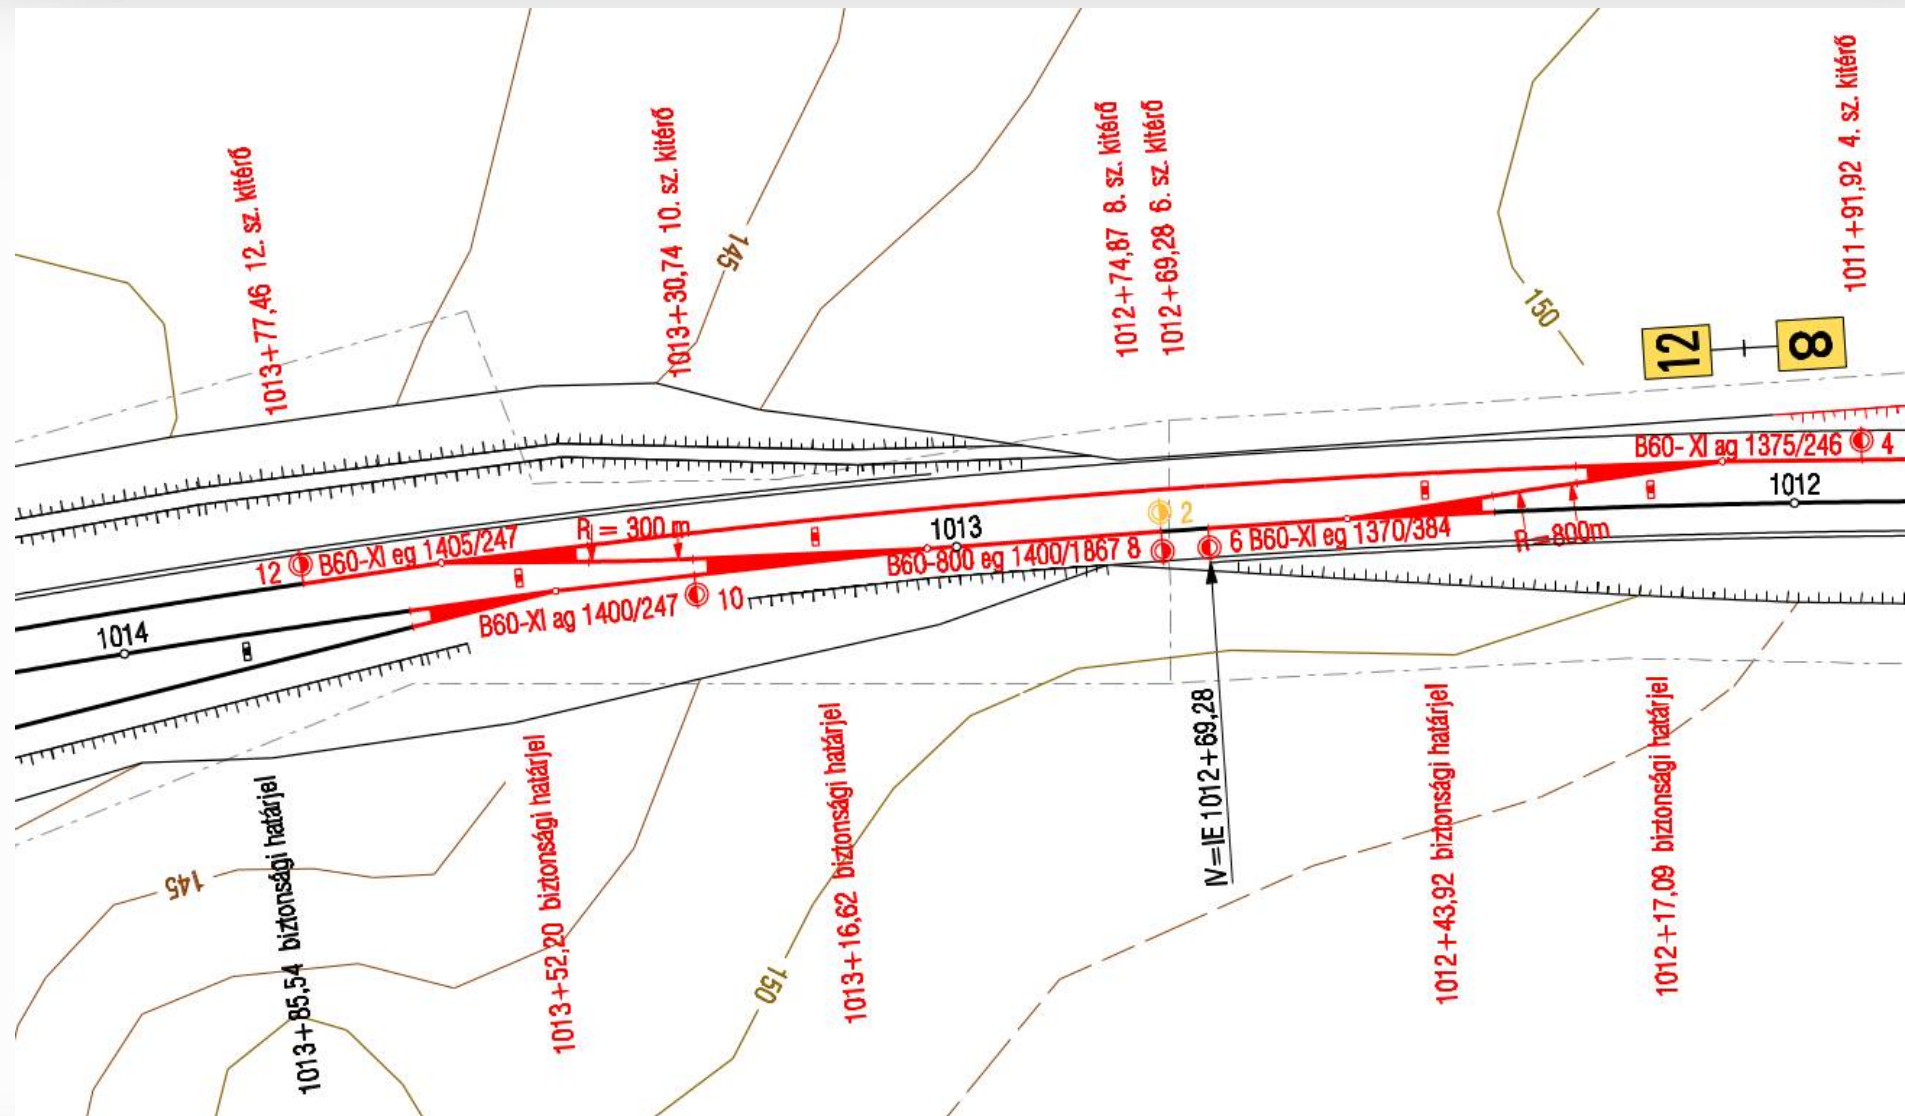 1013+77,46 12. sz. kitérő
1013+30,74 10. sz. kitérő
1012+74,87 8. sz. kitérő
1012+69,28 6. sz. kitérő
1011+91,92 4. sz. kitérő
145
150
12
8
B60- XI ag 1375/246
4
1012
2
1013
R = 300 m
12
B60-XI eg 1405/247
B60-800 eg 1400/1867 8
6 B60-XI eg 1370/384
R=800m
B60-XI ag 1400/247
10
1014
IV=IE 1012+69,28
1013+85,54 biztonsági határjel
1013+52,20 biztonsági határjel
1013+16,62 biztonsági határjel
1012+43,92 biztonsági határjel
1012+17,09 biztonsági határjel
145
150